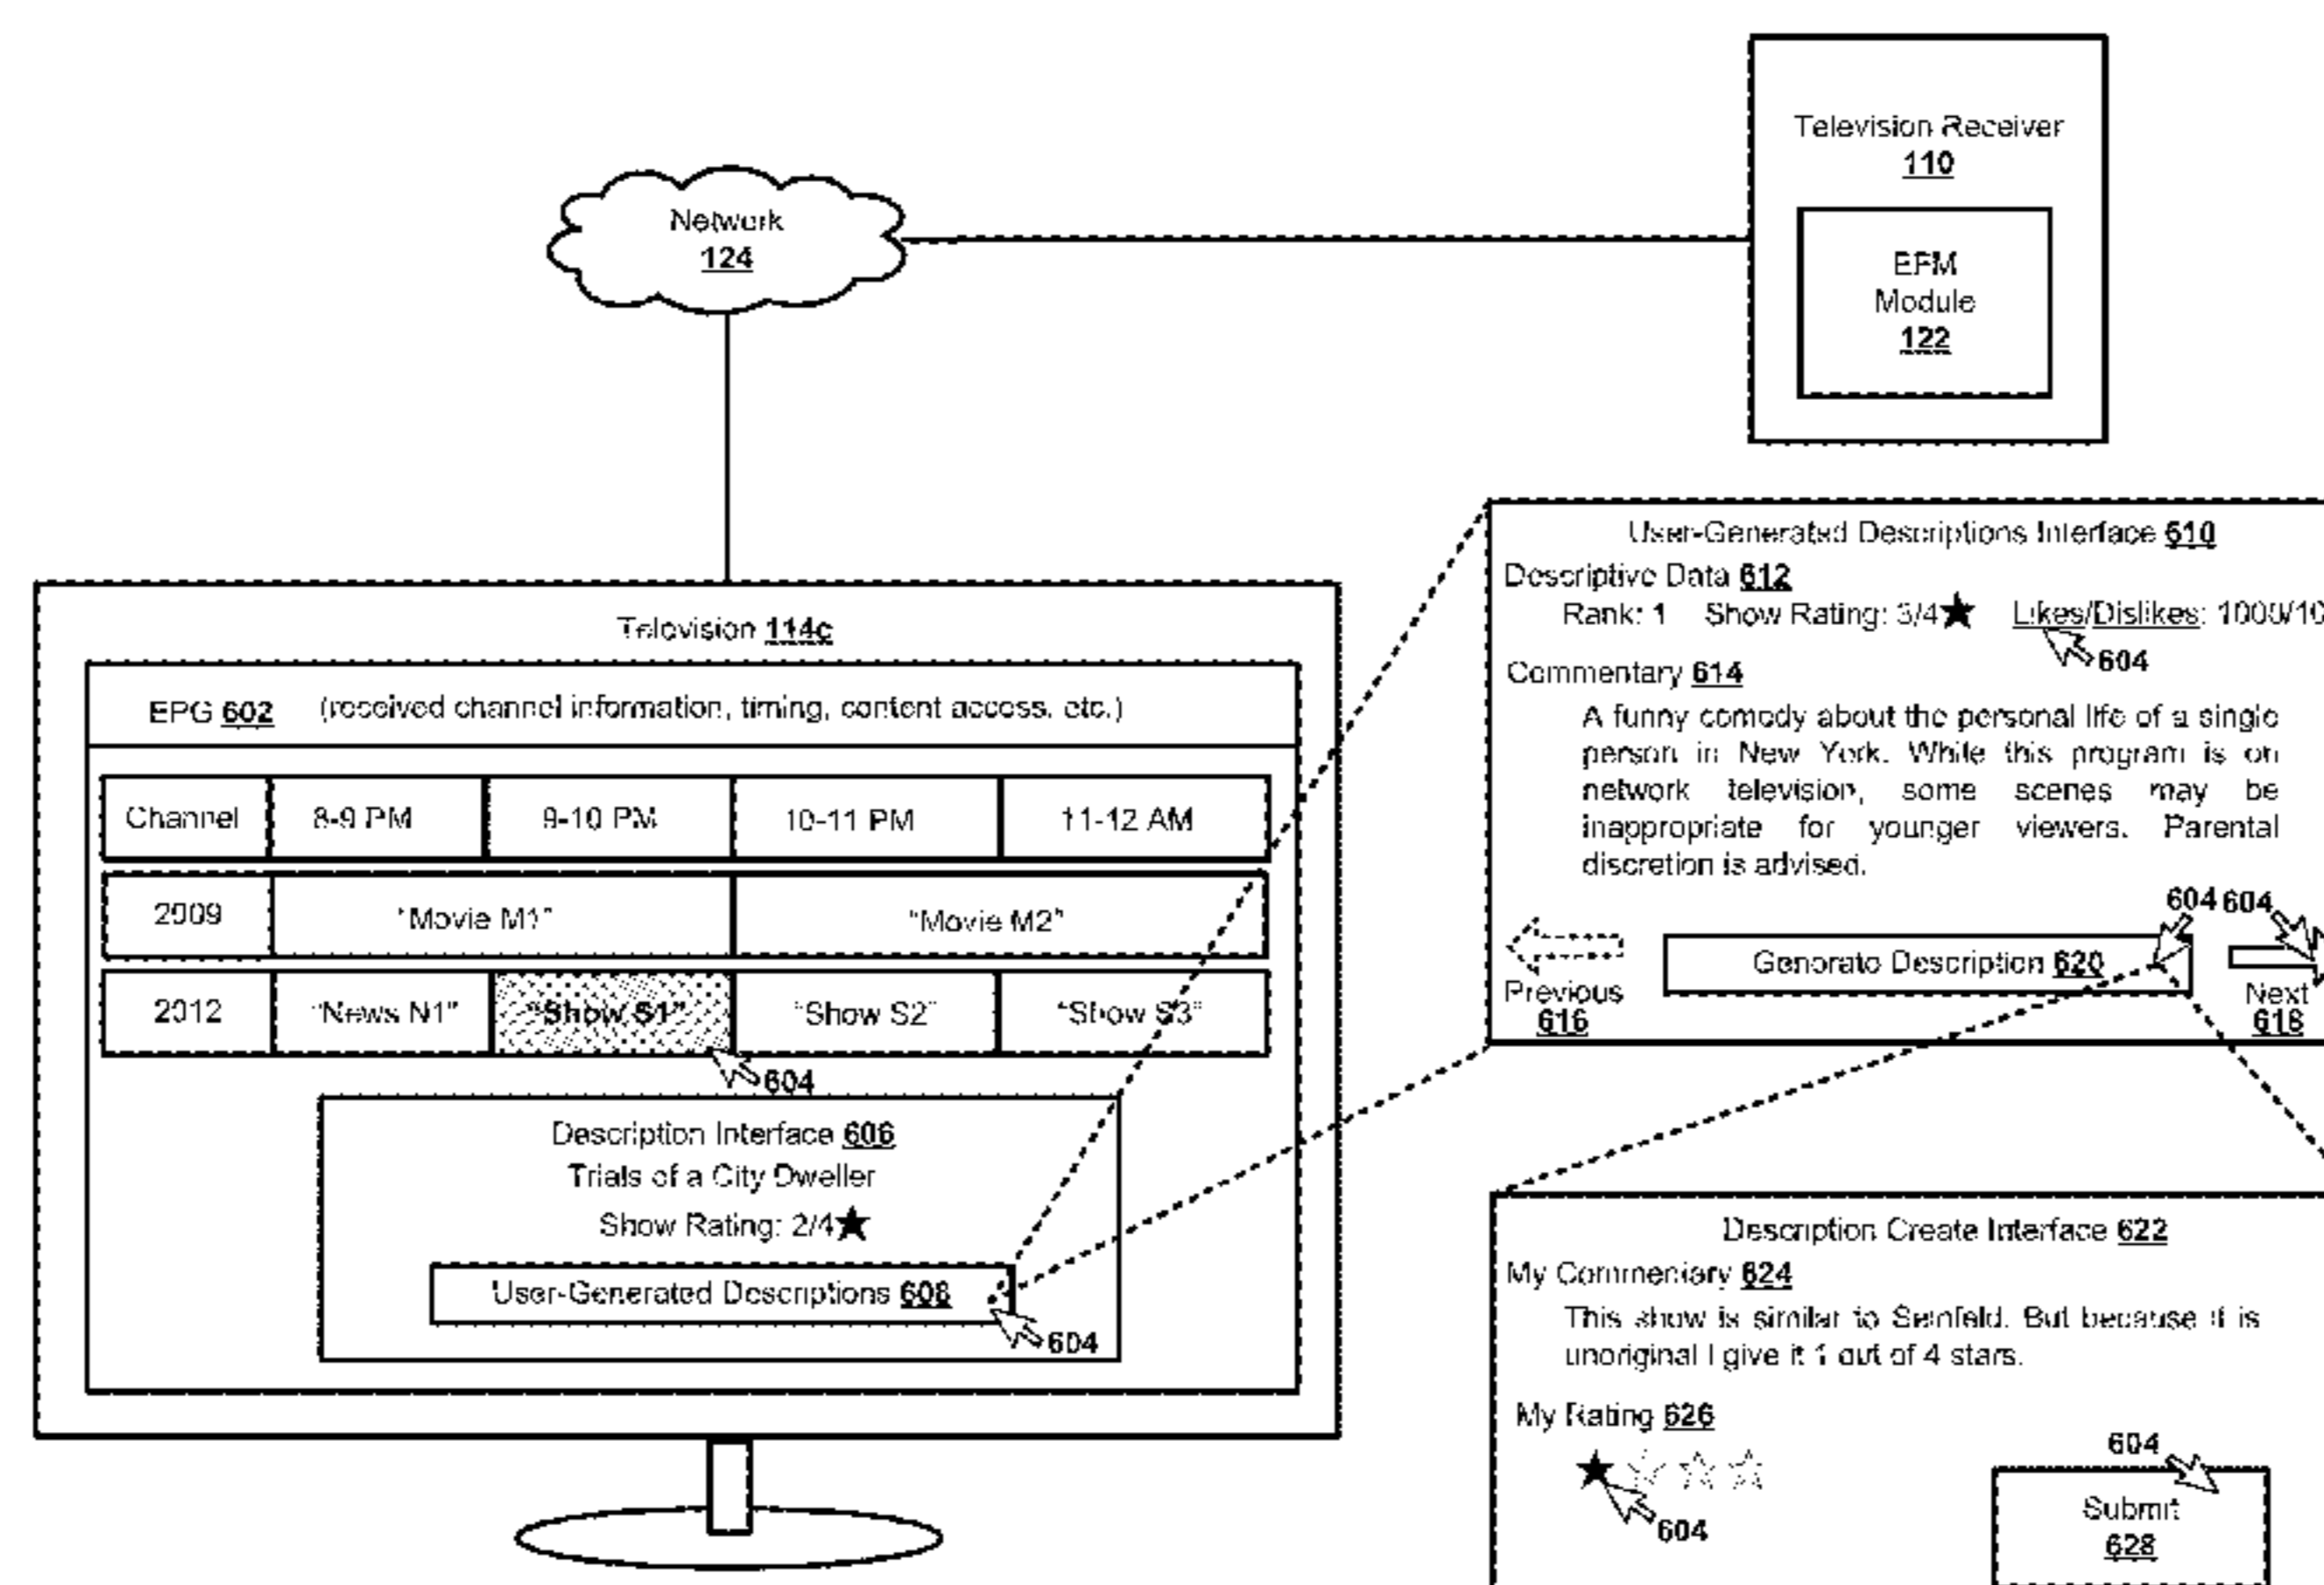 Television Receiver
110
EPM
Module
122
Network
124
Television 114c
EPG 602 (received channel information, timing, content access, etc.)
Channel 8-9 PM 9-10 PM 10-11 PM 11-12 AM
2009 "Movie M1" "Movie M2"
2012 "News N1" "Show S1" "Show S2" "Show S3"
604
Description Interface 606
Trials of a City Dweller
Show Rating: 2/4★
User-Generated Descriptions 608
604
User-Generated Descriptions Interface 610
Descriptive Data 612
Rank: 1 Show Rating: 3/4★ Likes/Dislikes: 1000/10
604
Commentary 614
A funny comedy about the personal life of a single
person in New York. While this program is on
network television, some scenes may be
inappropriate for younger viewers. Parental
discretion is advised.
604 604
Previous
616
Generate Description 620
Next
618
Description Create Interface 622
My Commentary 624
This show is similar to Seinfeld. But because it is
unoriginal I give it 1 out of 4 stars.
My Rating 626
★☆☆☆
604
604
Submit
628